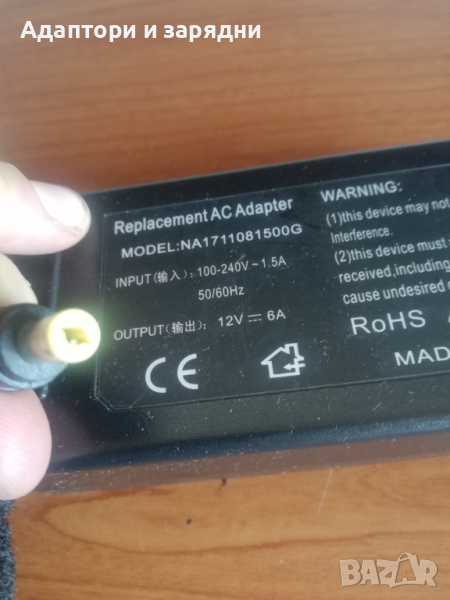 Адаптори и зарядни
Replacement AC Adapter
MODEL:NA1711081500G
INPUT(输入): 100-240V~1.5A
50/60Hz
OUTPUT(输出): 12V ⎓ 6A
CE
WARNING:
(1)this device may not
Interference.
(2)this device must
received,including
cause undesired
RoHS
MAD
BAZAR